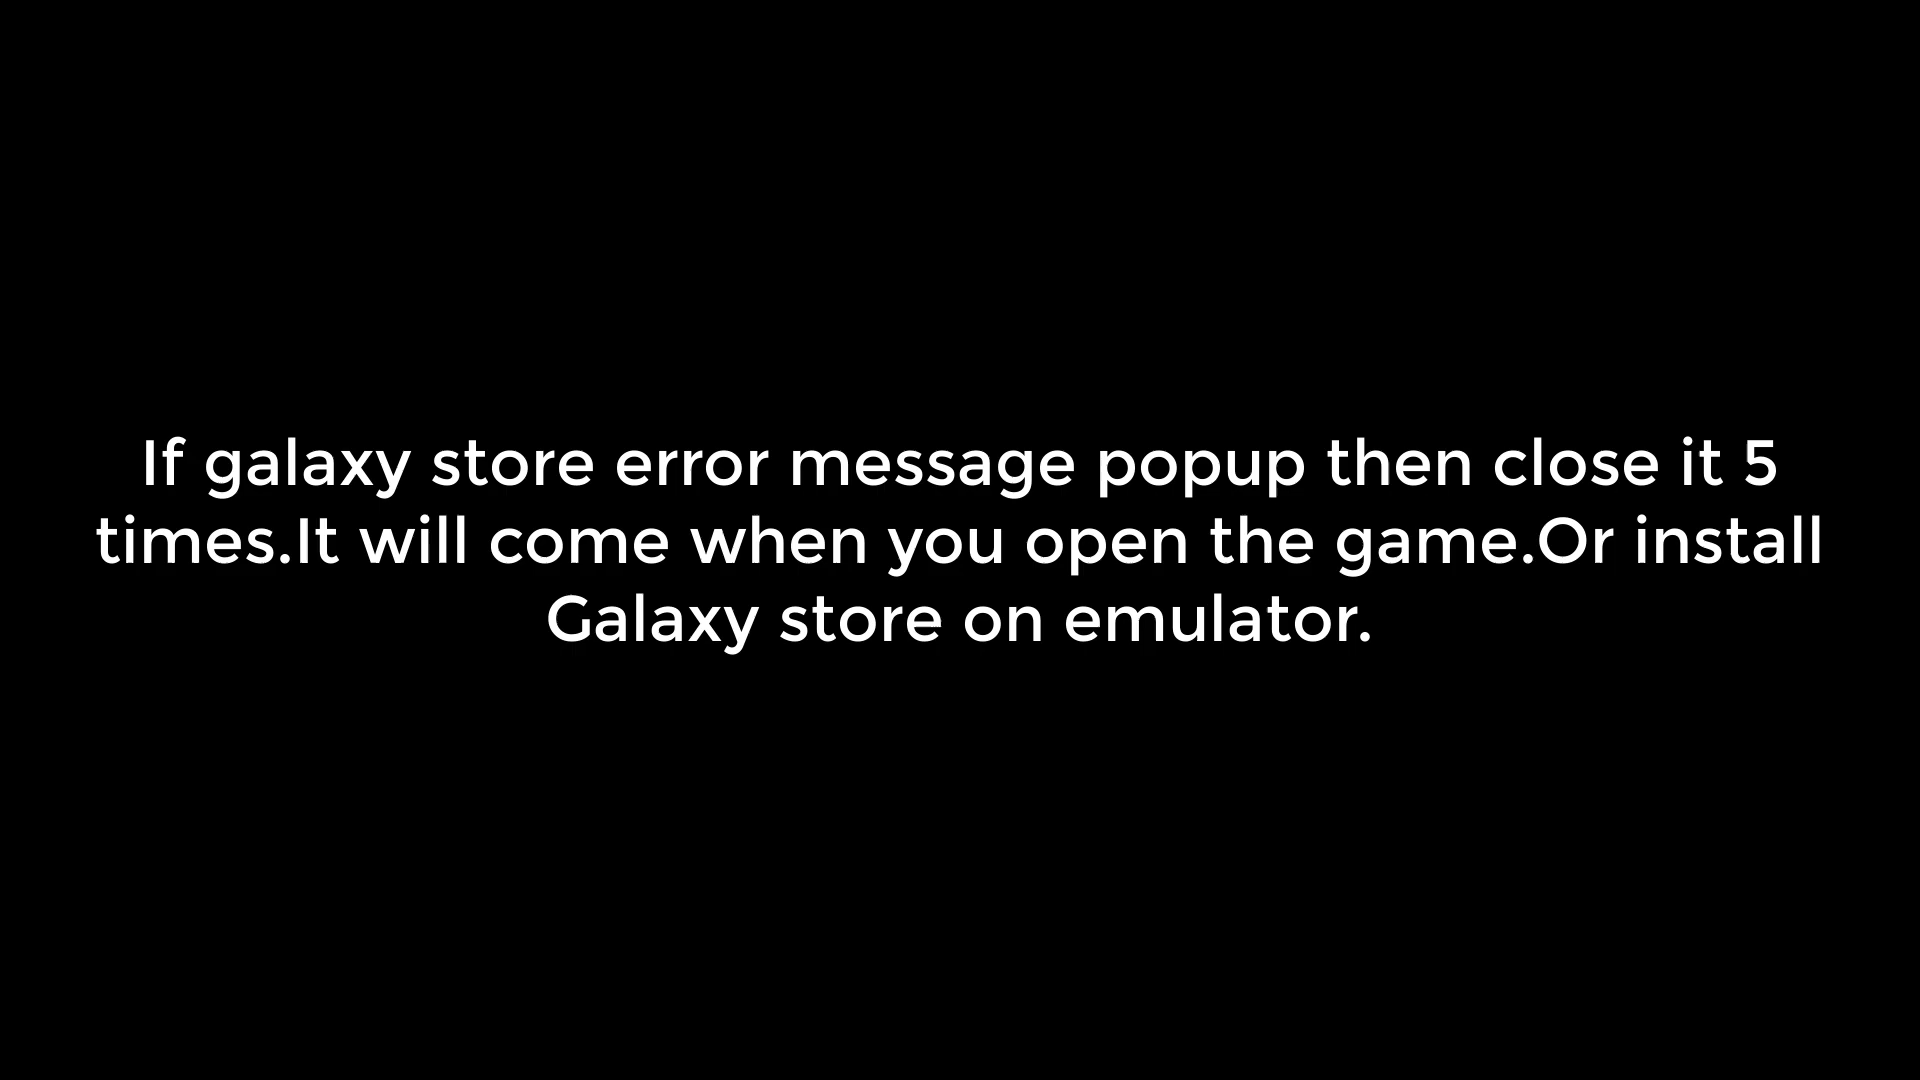 If galaxy store error message popup then close it 5
times.It will come when you open the game.Or install
Galaxy store on emulator.